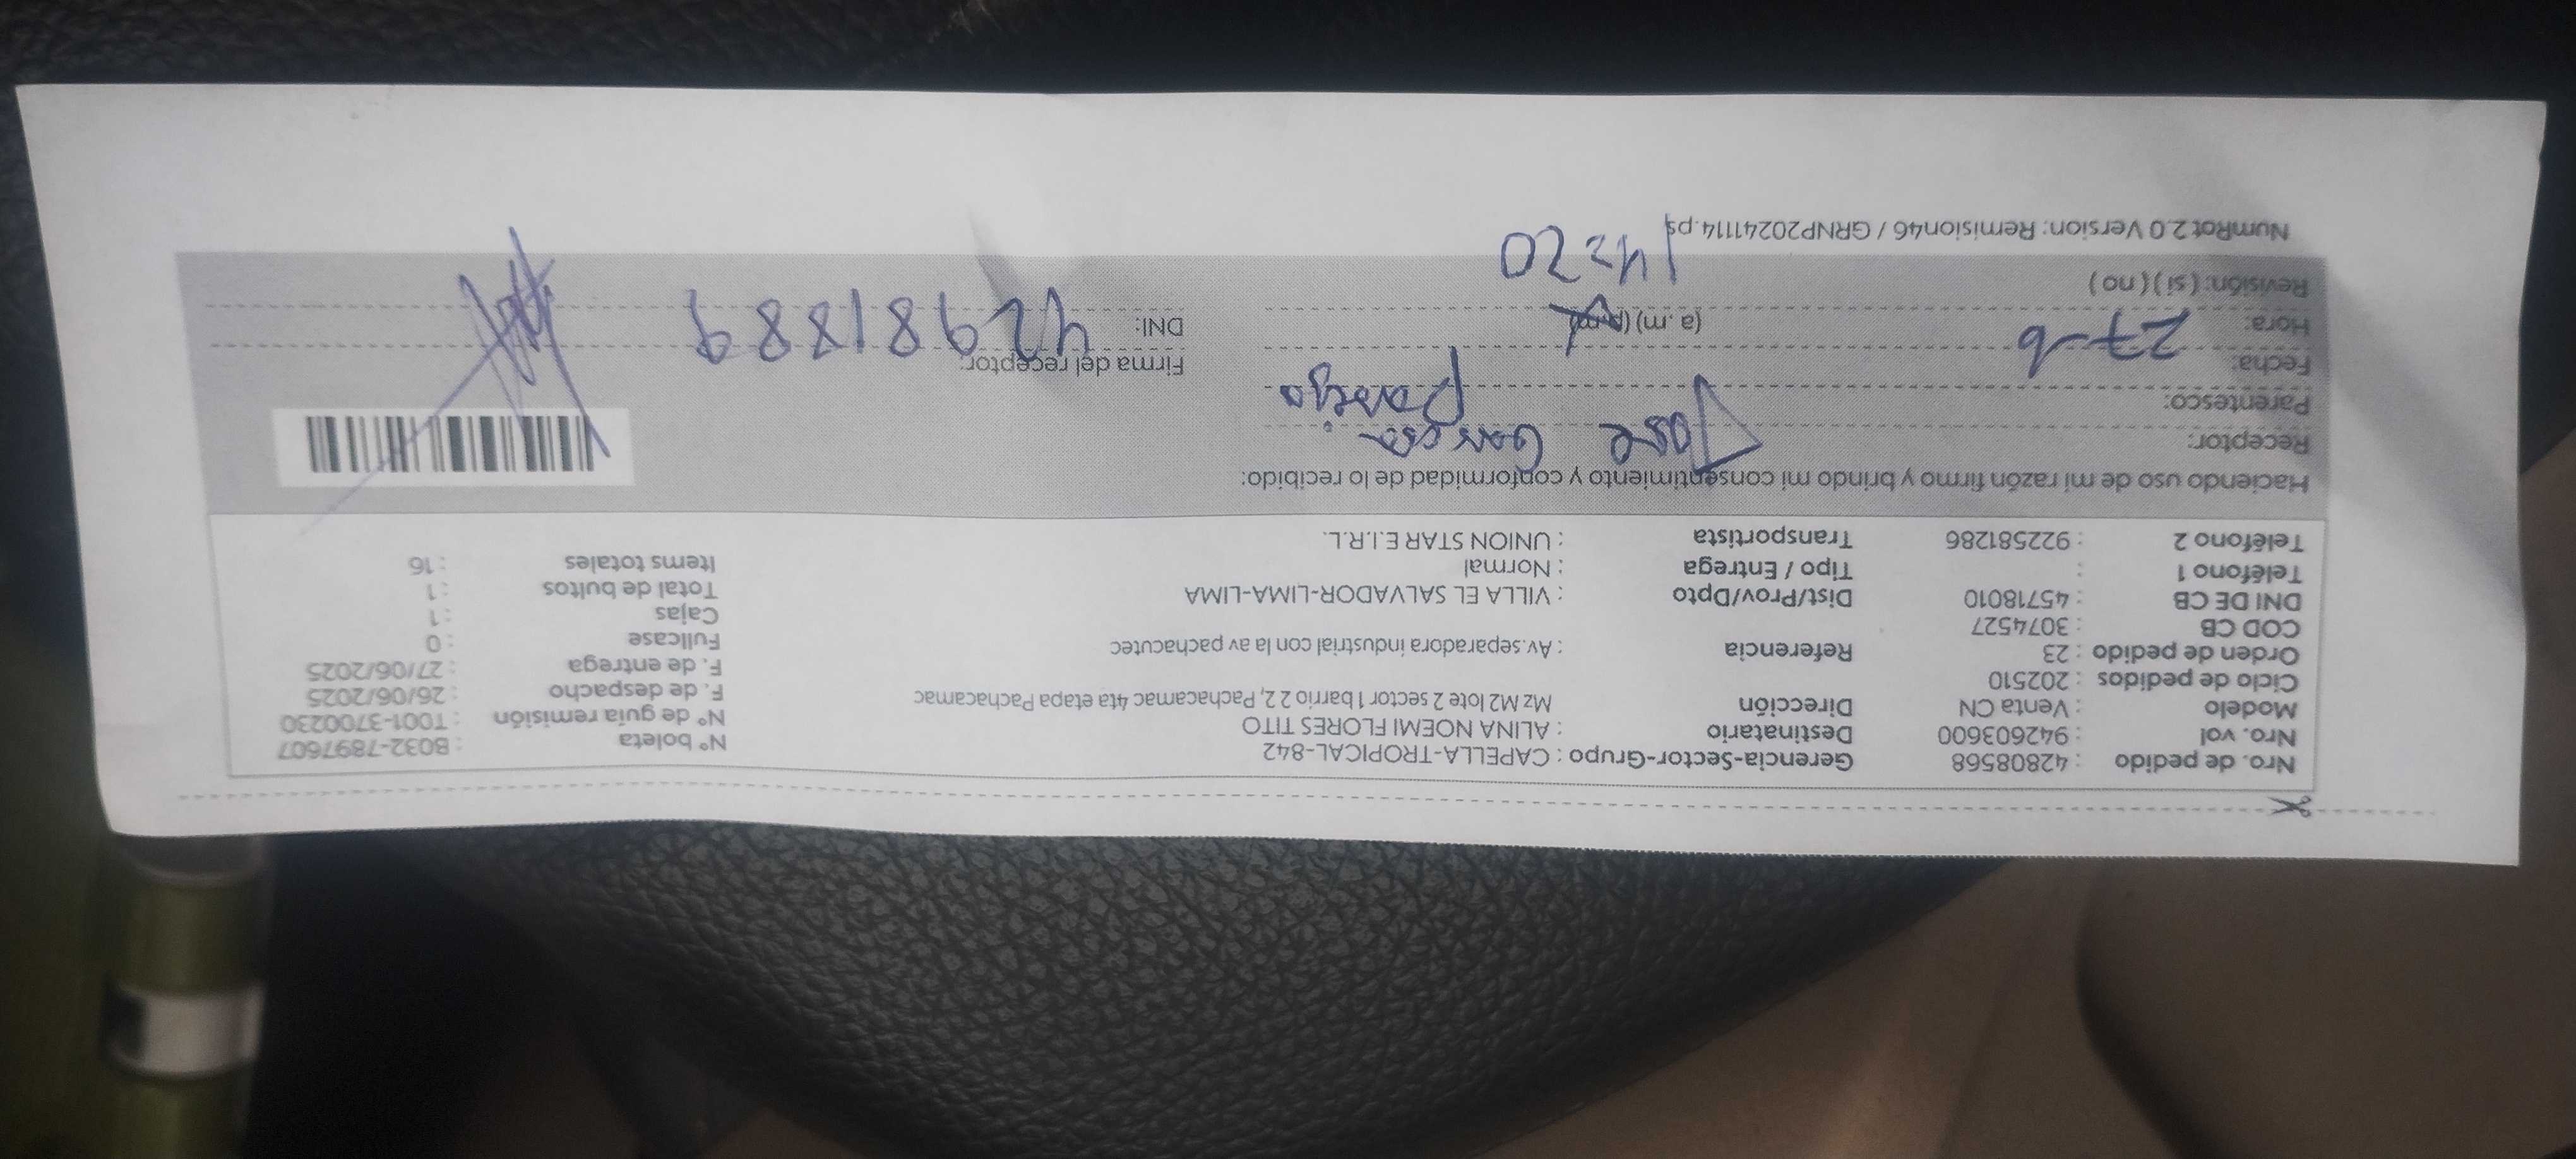 Nro. de pedido : 42808568 Gerencia-Sector-Grupo : CAPELLA-TROPICAL-842 N° boleta : B032-7897607
Nro. vol : 942603600 Destinatario : ALINA NOEMI FLORES TITO N° de guía remisión : T001-3700230
Modelo : Venta CN Dirección Mz M2 lote 2 sector 1 barrio 2 2, Pachacamac 4ta etapa Pachacamac F. de despacho : 26/06/2025
Ciclo de pedidos : 202510 F. de entrega : 27/06/2025
Orden de pedido : 23 Referencia : Av.separadora industrial con la av pachacutec Fullcase : 0
COD CB : 3074527 Cajas : 1
DNI DE CB : 45718010 Dist/Prov/Dpto : VILLA EL SALVADOR-LIMA-LIMA Total de bultos : 1
Teléfono 1 : Tipo / Entrega : Normal Items totales : 16
Teléfono 2 : 922581286 Transportista : UNION STAR E.I.R.L.
Haciendo uso de mi razón firmo y brindo mi consentimiento y conformidad de lo recibido:
Receptor: Jose Garcia
Parentesco: pareja
Fecha: 27-6 Firma del receptor:
Hora: (a.m) (p.m) DNI: 42981889
14=20
Revisión: ( si ) ( no )
NumRot 2.0 Version: Remision46 / GRNP20241114.ps